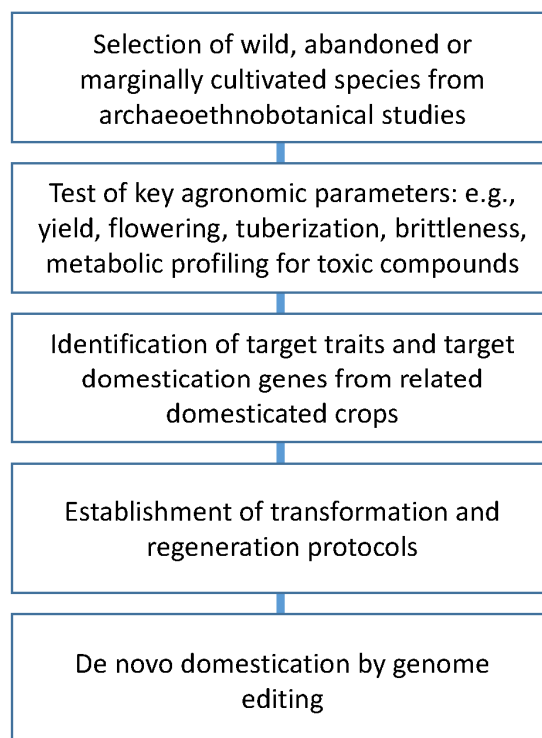 Selection of wild, abandoned or
marginally cultivated species from
archaeoethnobotanical studies
Test of key agronomic parameters: e.g.,
yield, flowering, tuberization, brittleness,
metabolic profiling for toxic compounds
Identification of target traits and target
domestication genes from related
domesticated crops
Establishment of transformation and
regeneration protocols
De novo domestication by genome
editing